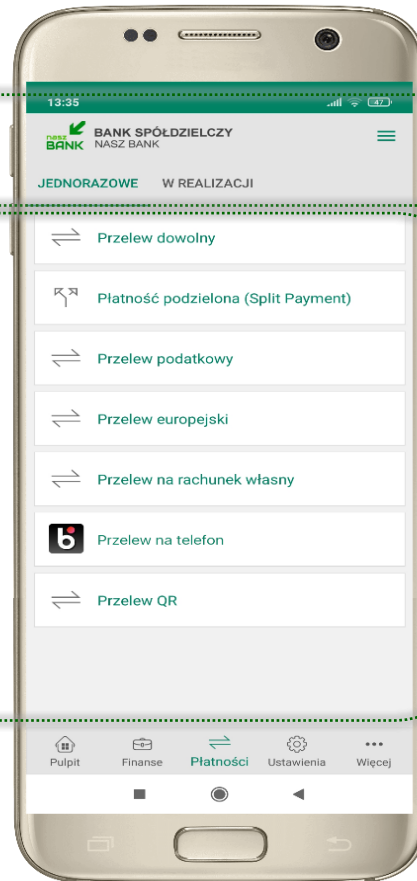 13:35
47
nasz
BANK
BANK SPÓŁDZIELCZY
NASZ BANK
JEDNORAZOWE W REALIZACJI
Przelew dowolny
Płatność podzielona (Split Payment)
Przelew podatkowy
Przelew europejski
Przelew na rachunek własny
Przelew na telefon
Przelew QR
Pulpit Finanse Płatności Ustawienia Więcej